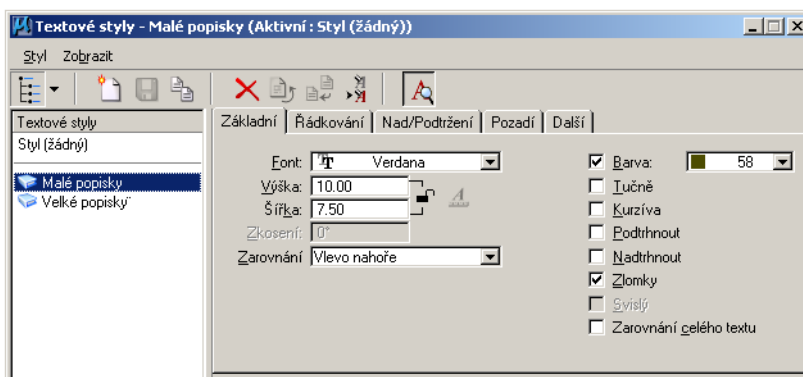 Textové styly - Malé popisky (Aktivní : Styl (žádný))
Styl Zobrazit
Textové styly
Styl (žádný)
Malé popisky
Velké popisky¨
Základní Řádkování Nad/Podtržení Pozadí Další
Font: Verdana
Výška: 10.00
Šířka: 7.50
Zkosení: 0°
Zarovnání Vlevo nahoře
Barva: 58
Tučně
Kurzíva
Podtrhnout
Nadtrhnout
Zlomky
Svislý
Zarovnání celého textu